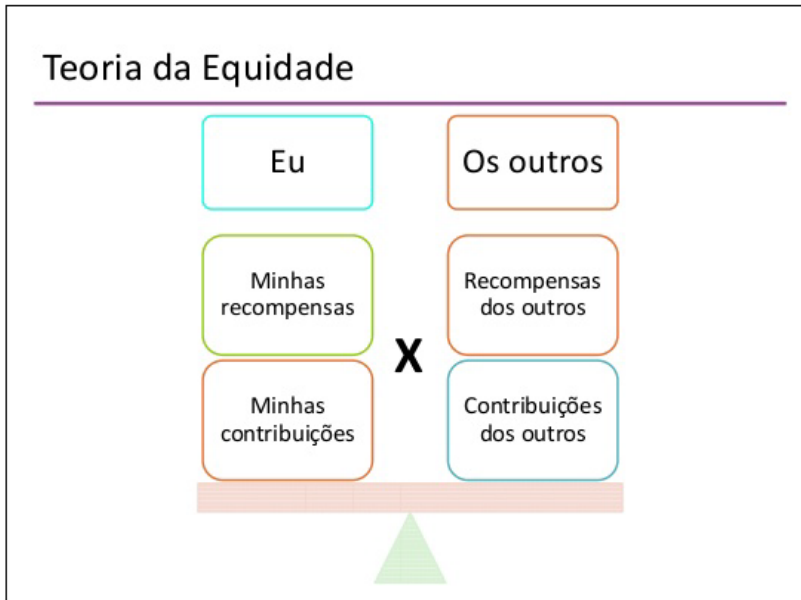 Teoria da Equidade
Eu
Os outros
Minhas
recompensas
Recompensas
dos outros
X
Minhas
contribuições
Contribuições
dos outros